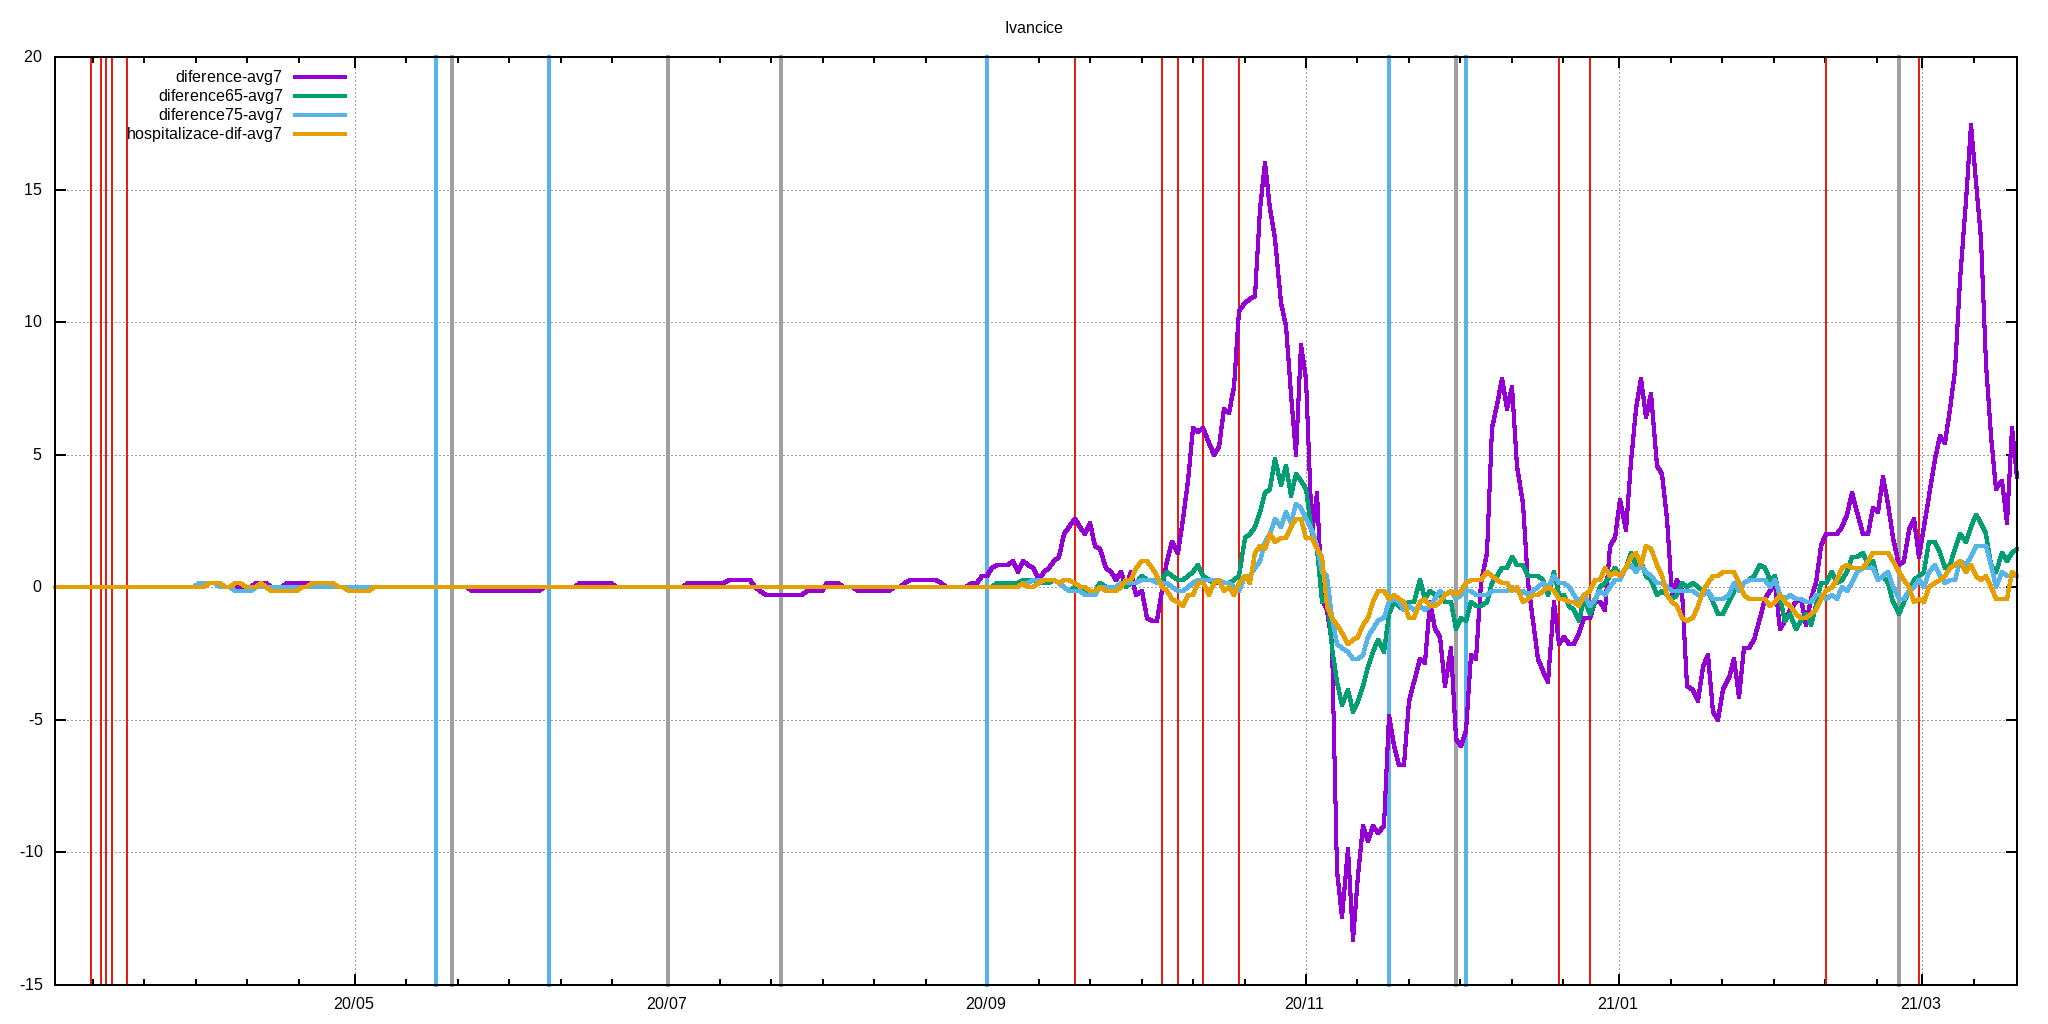 Ivancice
20
diference-avg7
diference65-avg7
diference75-avg7
hospitalizace-dif-avg7
15
10
5
0
-5
-10
-15
20/05 20/07 20/09 20/11 21/01 21/03